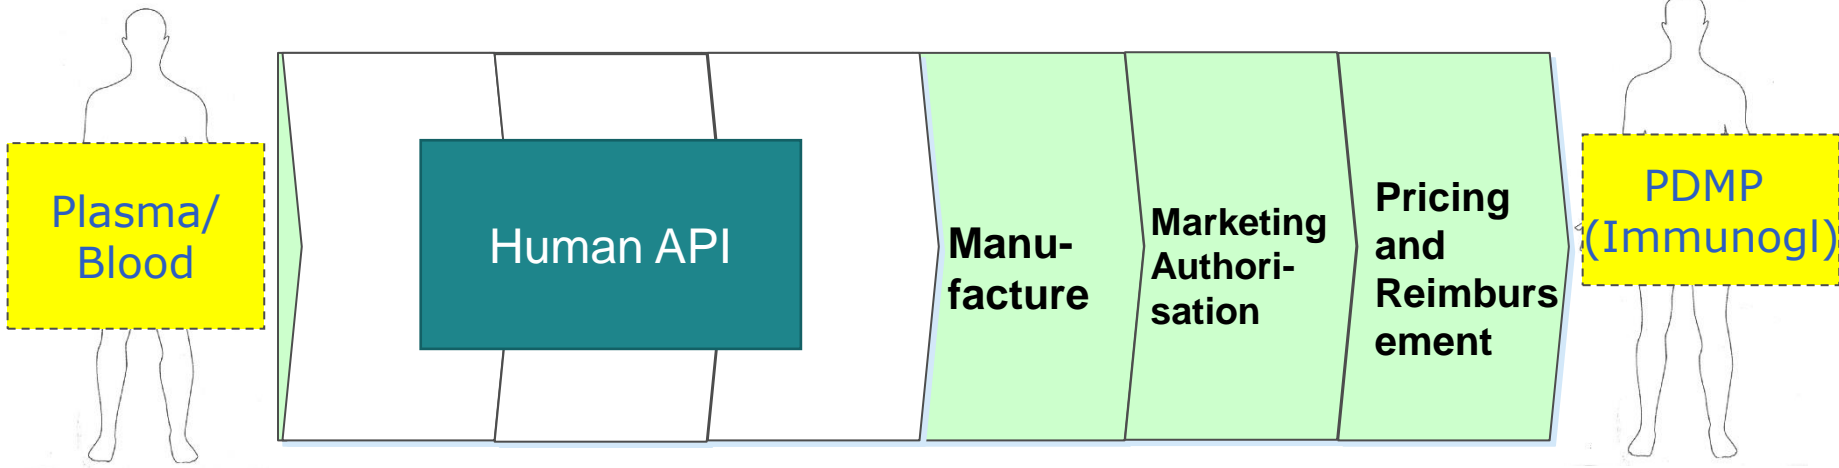 Plasma/
Blood
Human API
Manu-
facture
Marketing
Authori-
sation
Pricing
and
Reimburs
ement
PDMP
(Immunogl)